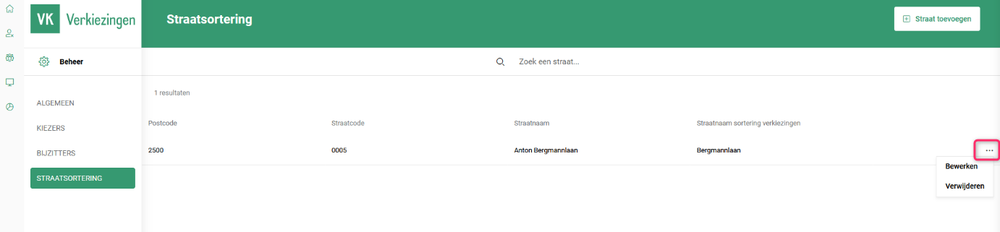 VK Verkiezingen
Straatsortering
Straat toevoegen
Beheer
Zoek een straat...
ALGEMEEN
KIEZERS
BIJZITTERS
STRAATSORTERING
1 resultaten
Postcode Straatcode Straatnaam Straatnaam sortering verkiezingen
2500 0005 Anton Bergmannlaan Bergmannlaan
Bewerken
Verwijderen